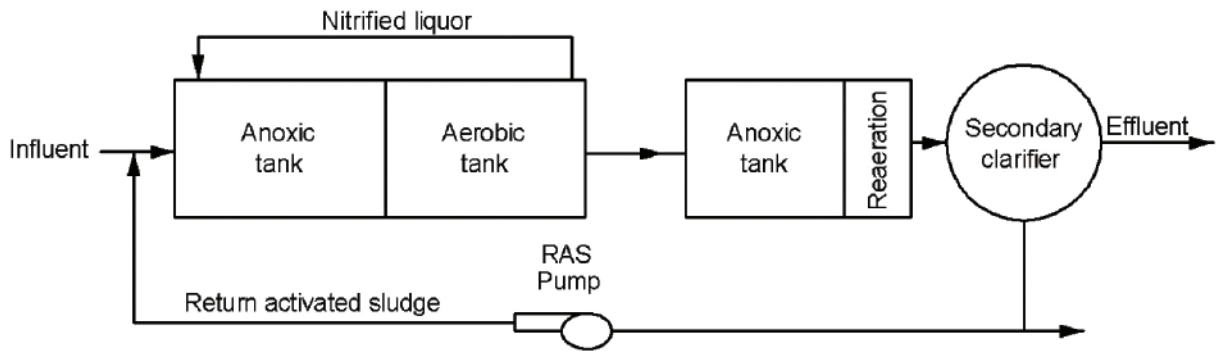 Nitrified liquor
Influent
Anoxic
tank
Aerobic
tank
Anoxic
tank
Reaeration
Secondary
clarifier
Effluent
RAS
Pump
Return activated sludge